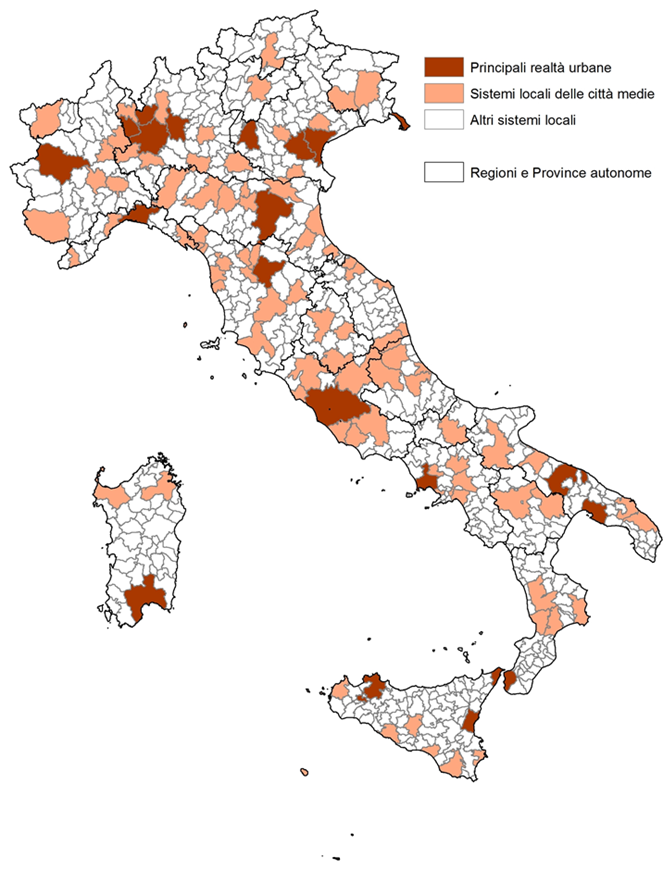 Principali realtà urbane
Sistemi locali delle città medie
Altri sistemi locali
Regioni e Province autonome